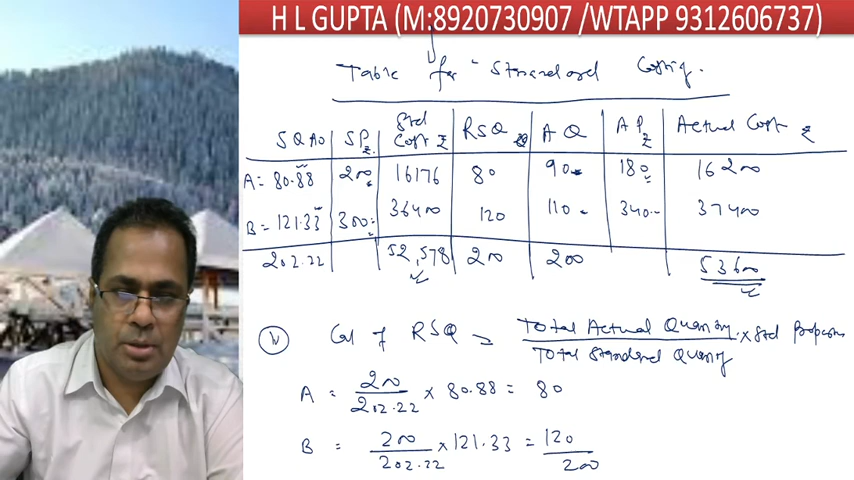 H L GUPTA (M:8920730907 /WTAPP 9312606737)
Table for Standard Costing.
SQ AO SP₹ Std Cost ₹ RSQ AQ AP₹ Actual Cost ₹
A = 80.88 200 16176 80 90 180 16200
B = 121.33 300 36400 120 110 340 37400
202.22 52,578 200 200 53600
Cal of RSQ = Total Actual Quantity × Std
Total Standard Quantity
A = 200 / 202.22 × 80.88 = 80
B = 200 / 202.22 × 121.33 = 120
200